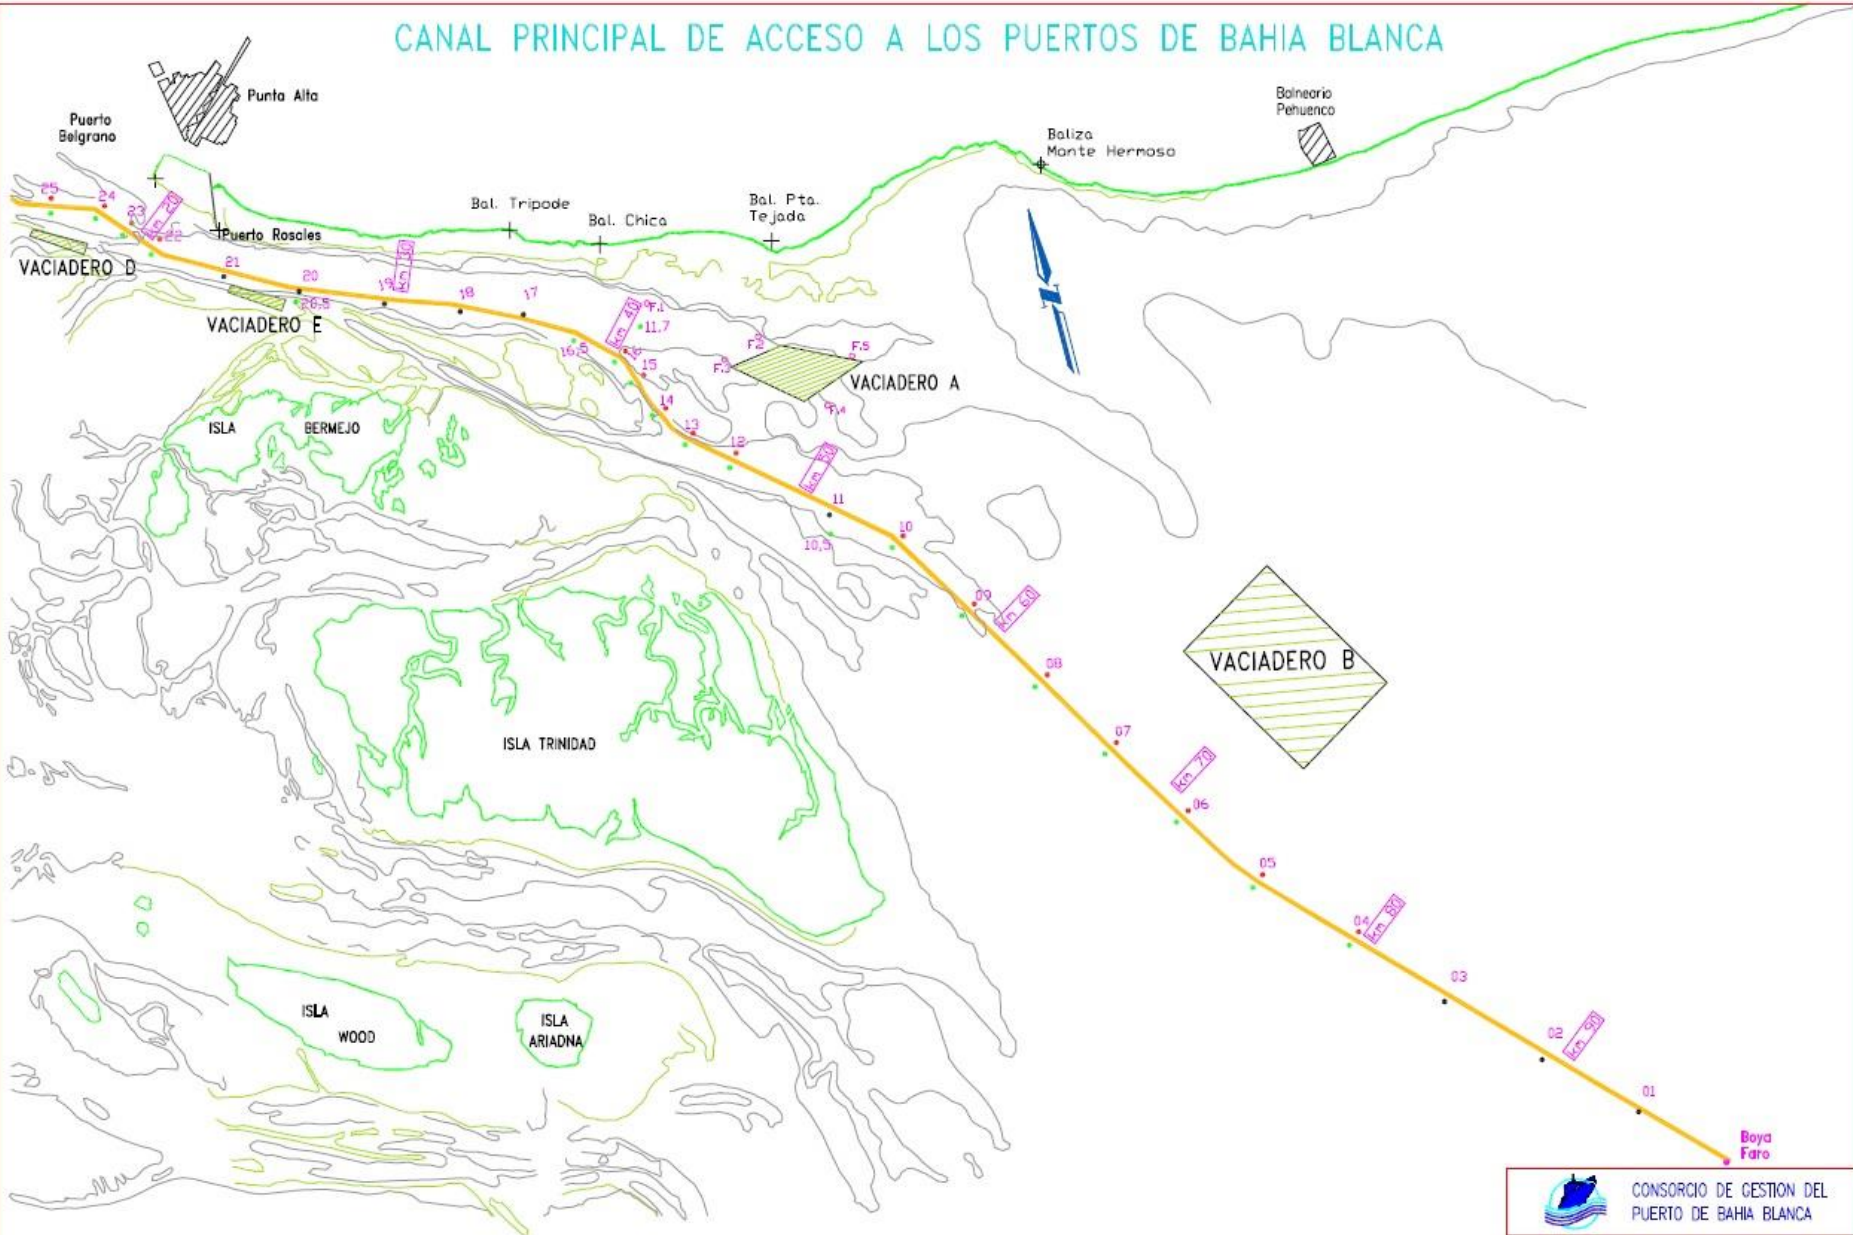 CANAL PRINCIPAL DE ACCESO A LOS PUERTOS DE BAHIA BLANCA
Punta Alta
Puerto
Belgrano
Balneario
Pehuenco
Baliza
Monte Hermoso
Bal. Tripode
Bal. Chica
Bal. Pta.
Tejada
25
24
23
22
km 20
Puerto Rosales
VACIADERO D
21
20
26,5
VACIADERO E
19
km 30
18
17
16,5
km 40
16
F.1
11.7
15
F.2
F.3
F.5
F.4
VACIADERO A
14
13
12
ISLA BERMEJO
km 50
11
10,5
10
09
km 60
08
VACIADERO B
07
ISLA TRINIDAD
km 70
06
05
04
km 80
03
ISLA
WOOD
ISLA
ARIADNA
02
km 90
01
Boya
Faro
CONSORCIO DE GESTION DEL
PUERTO DE BAHIA BLANCA